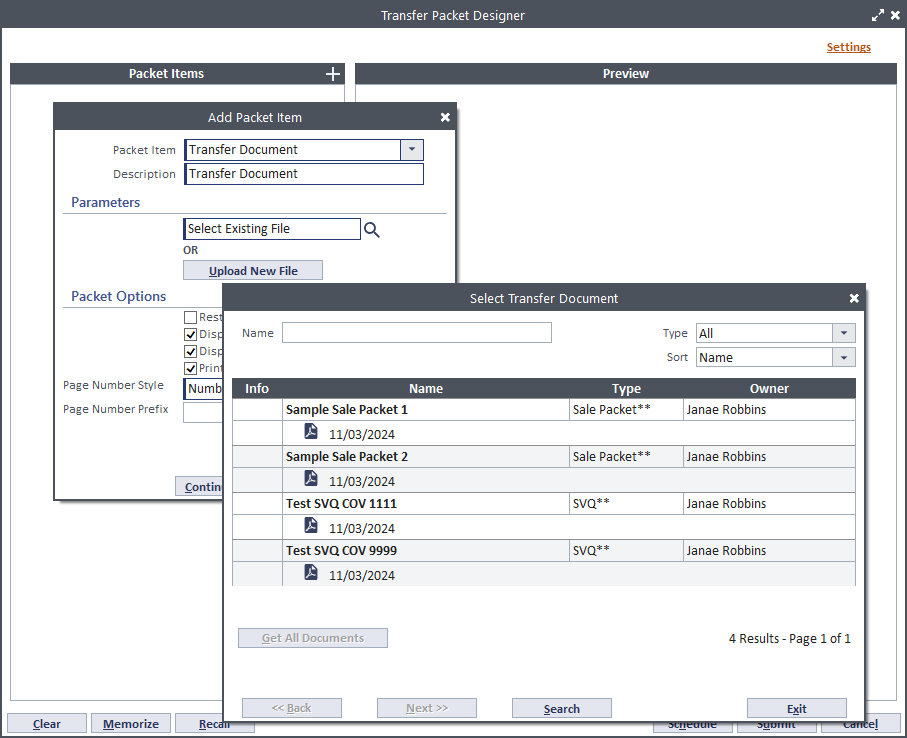 Transfer Packet Designer
Settings
Packet Items
Preview
Add Packet Item
Packet Item Transfer Document
Description Transfer Document
Parameters
Select Existing File
OR
Upload New File
Packet Options
Rest
Disp
Disp
Print
Page Number Style Numb
Page Number Prefix
Contin
Select Transfer Document
Name Type All
Sort Name
Info Name Type Owner
Sample Sale Packet 1 Sale Packet** Janae Robbins
11/03/2024
Sample Sale Packet 2 Sale Packet** Janae Robbins
11/03/2024
Test SVQ COV 1111 SVQ** Janae Robbins
11/03/2024
Test SVQ COV 9999 SVQ** Janae Robbins
11/03/2024
Get All Documents 4 Results - Page 1 of 1
<< Back Next >> Search Exit
Clear Memorize Recall Schedule Submit Cancel